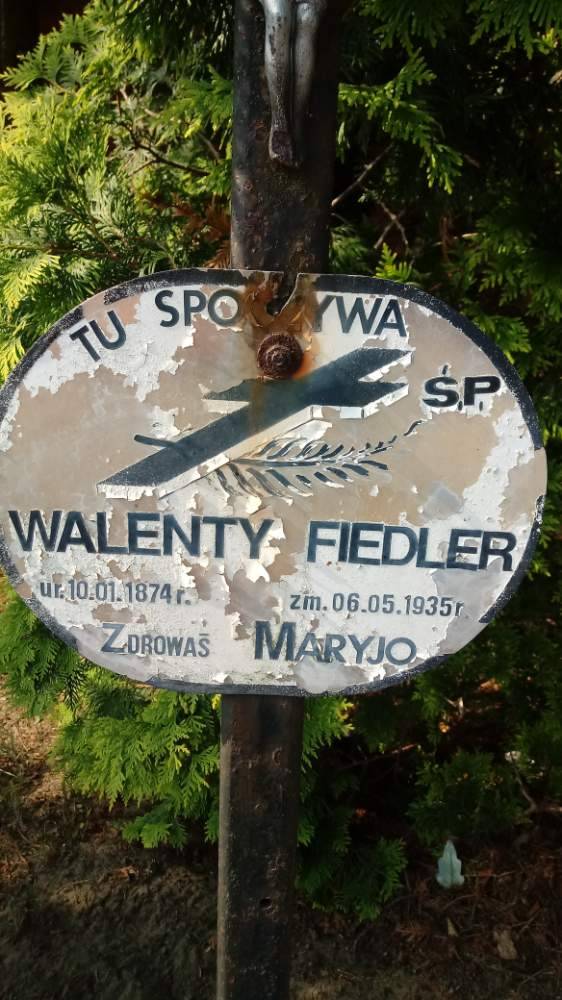 TU SPOCZYWA
Ś.P.
WALENTY FIEDLER
ur. 10.01.1874 r. zm. 06.05.1935 r.
ZDROWAŚ MARYJO